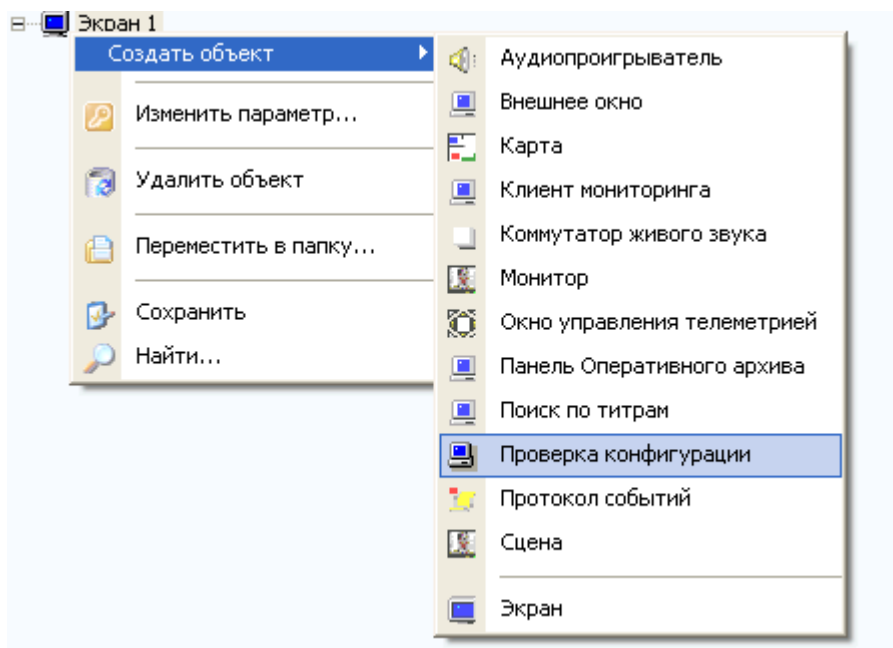 Экран 1
Создать объект
Изменить параметр...
Удалить объект
Переместить в папку...
Сохранить
Найти...
Аудиопроигрыватель
Внешнее окно
Карта
Клиент мониторинга
Коммутатор живого звука
Монитор
Окно управления телеметрией
Панель Оперативного архива
Поиск по титрам
Проверка конфигурации
Протокол событий
Сцена
Экран